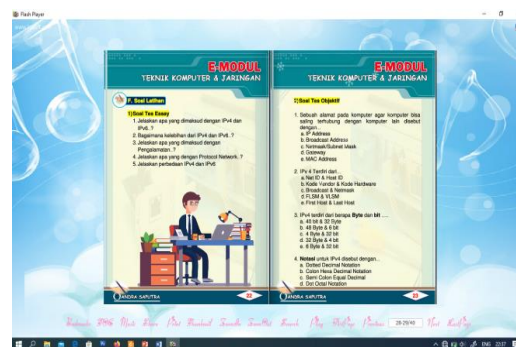 Flash Player
E-MODUL
TEKNIK KOMPUTER & JARINGAN
F. Soal Latihan
1) Soal Tes Essay
1. Jelaskan apa yang dimaksud dengan IPv4 dan
IPv6..?
2. Bagaimana kelebihan dari IPv4 dan IPv6..?
3. Jelaskan apa yang dimaksud dengan
Pengalamatan..?
4. Jelaskan apa yang dengan Protocol Network..?
5. Jelaskan perbedaan IPv4 dan IPv6
ANDRA SAPUTRA
22
E-MODUL
TEKNIK KOMPUTER & JARINGAN
2) Soal Tes Objektif
1. Sebuah alamat pada komputer agar komputer bisa
saling terhubung dengan komputer lain disebut
dengan...
a. IP Address
b. Broadcast Address
c. Netmask/Subnet Mask
d. Gateway
e. MAC Address
2. IPv 4 Terdiri dari...
a. Net ID & Host ID
b. Kode Vendor & Kode Hardware
c. Broadcast & Netmask
d. FLSM & VLSM
e. First Host & Last Host
3. IPv4 terdiri dari berapa Byte dan bit ....
a. 48 bit & 32 Byte
b. 48 Byte & 6 bit
c. 4 Byte & 32 bit
d. 32 Byte & 4 bit
e. 6 Byte & 32 bit
4. Notasi untuk IPv4 disebut dengan...
a. Dotted Decimal Notation
b. Colon Hexa Decimal Notation
c. Semi Colon Equal Decimal
d. Dot Octal Notation
ANDRA SAPUTRA
23
28-29/43
ENG 22:17